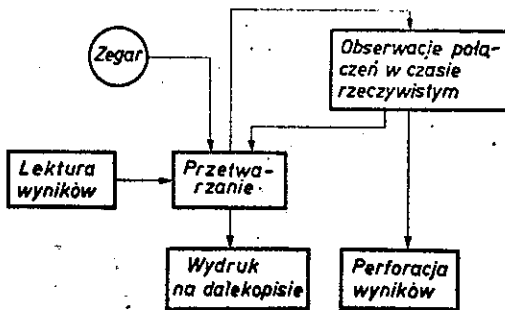 Zegar
Obserwacje połą-
czeń w czasie
rzeczywistym
Lektura
wyników
Przetwa-
rzanie
Wydruk
na dalekopisie
Perforacja
wyników